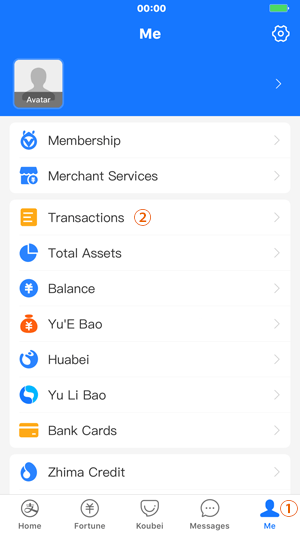 00:00
Me
Avatar
Membership
Merchant Services
Transactions ②
Total Assets
Balance
Yu'E Bao
Huabei
Yu Li Bao
Bank Cards
Zhima Credit
①
Home Fortune Koubei Messages Me